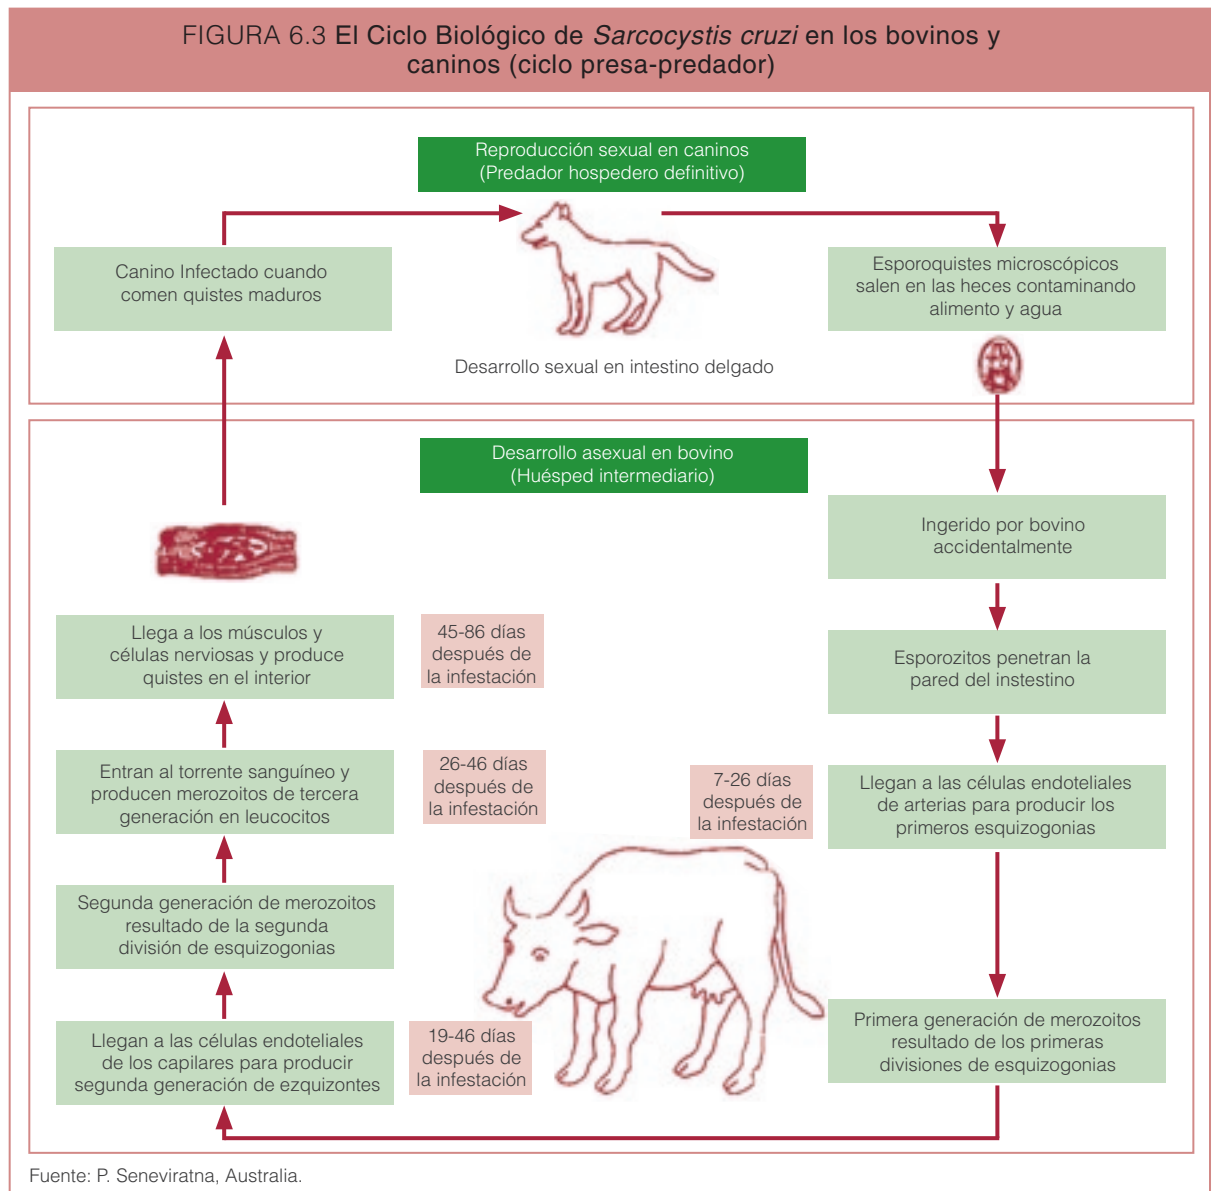 FIGURA 6.3 El Ciclo Biológico de Sarcocystis cruzi en los bovinos y
caninos (ciclo presa-predador)
Reproducción sexual en caninos
(Predador hospedero definitivo)
Canino Infectado cuando
comen quistes maduros
Esporoquistes microscópicos
salen en las heces contaminando
alimento y agua
Desarrollo sexual en intestino delgado
Desarrollo asexual en bovino
(Huésped intermediario)
Ingerido por bovino
accidentalmente
Esporozitos penetran la
pared del instestino
Llegan a las células endoteliales
de arterias para producir los
primeros esquizogonias
7-26 días
después de
la infestación
Primera generación de merozoitos
resultado de los primeras
divisiones de esquizogonias
Llegan a las células endoteliales
de los capilares para producir
segunda generación de ezquizontes
19-46 días
después de
la infestación
Segunda generación de merozoitos
resultado de la segunda
división de esquizogonias
Entran al torrente sanguíneo y
producen merozoitos de tercera
generación en leucocitos
26-46 días
después de
la infestación
Llega a los músculos y
células nerviosas y produce
quistes en el interior
45-86 días
después de
la infestación
Fuente: P. Seneviratna, Australia.